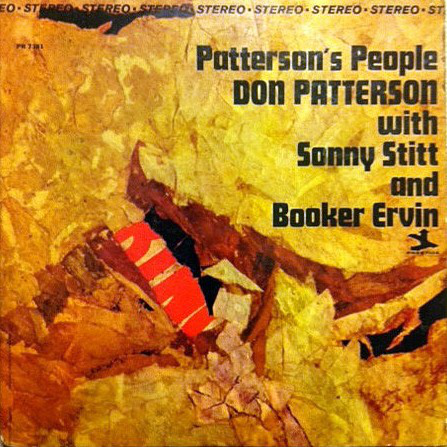 EO • STEREO • STEREO • STEREO • STEREO • STEREO • STEREO • ST
PR 7381
Patterson's People
DON PATTERSON
with
Sonny Stitt
and
Booker Ervin